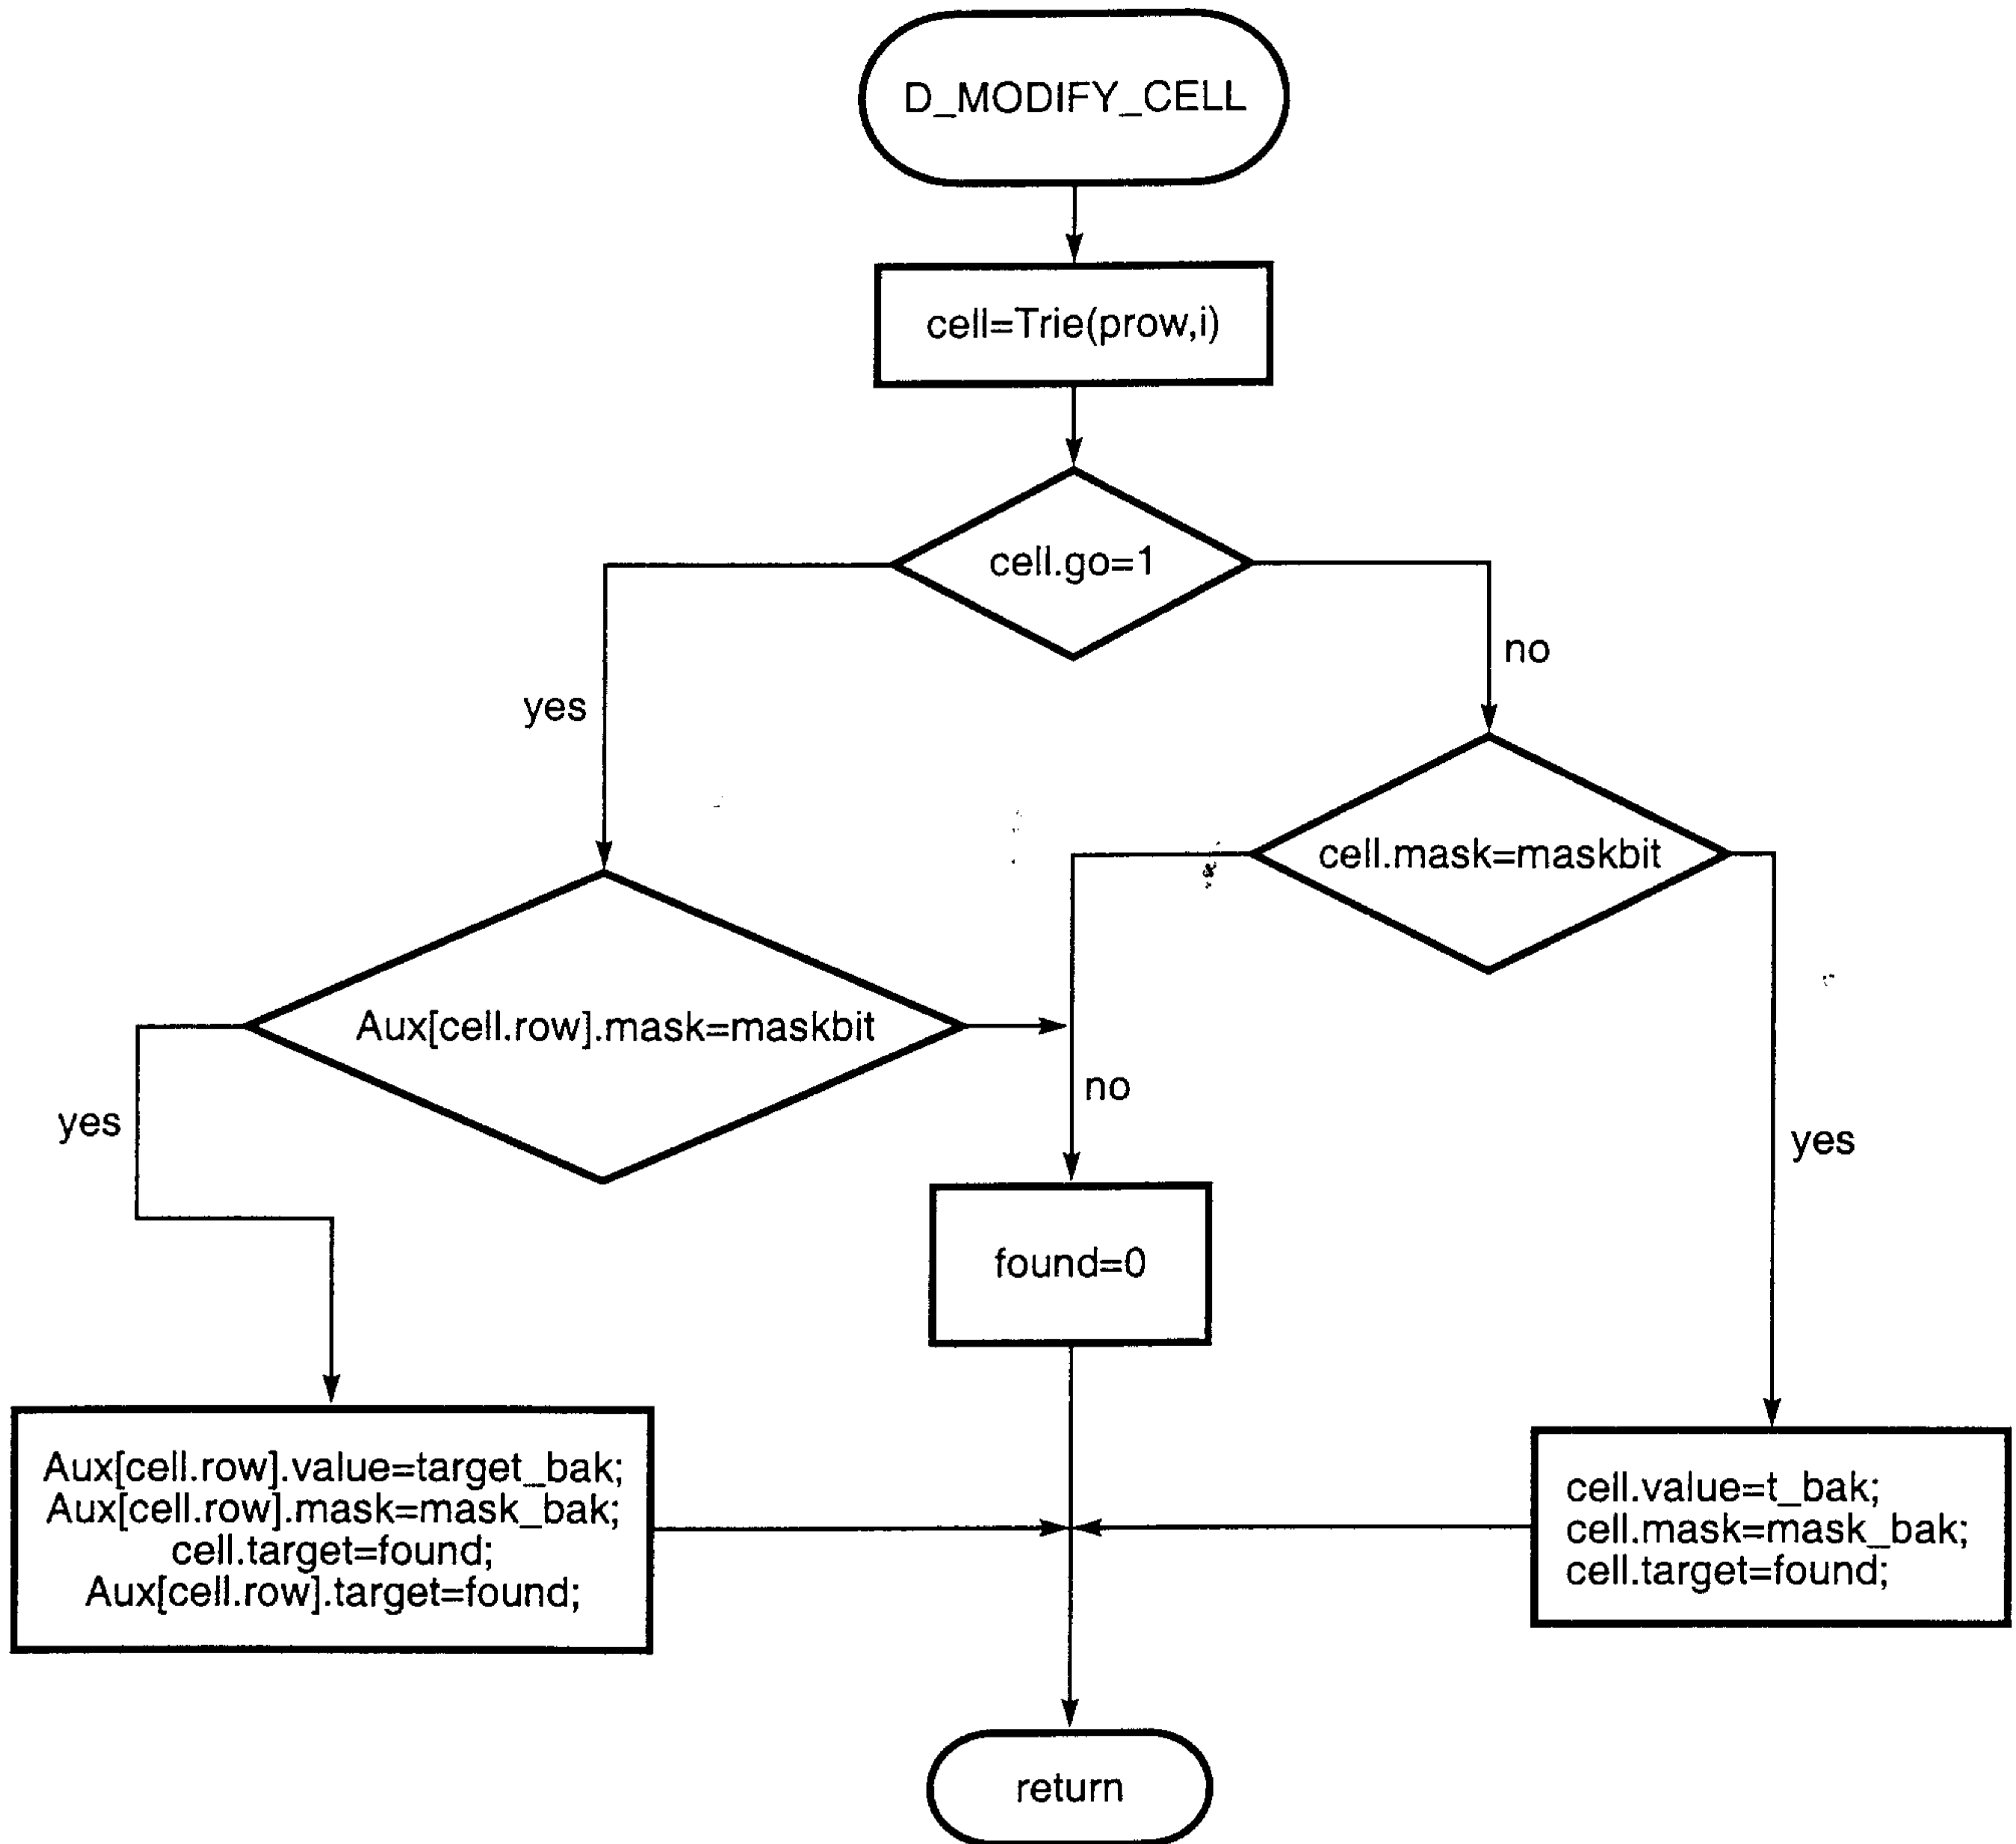 D_MODIFY_CELL
cell=Trie(prow,i)
cell.go=1
no
yes
cell.mask=maskbit
Aux[cell.row].mask=maskbit
no
yes
yes
found=0
Aux[cell.row].value=target_bak;
Aux[cell.row].mask=mask_bak;
cell.target=found;
Aux[cell.row].target=found;
cell.value=t_bak;
cell.mask=mask_bak;
cell.target=found;
return